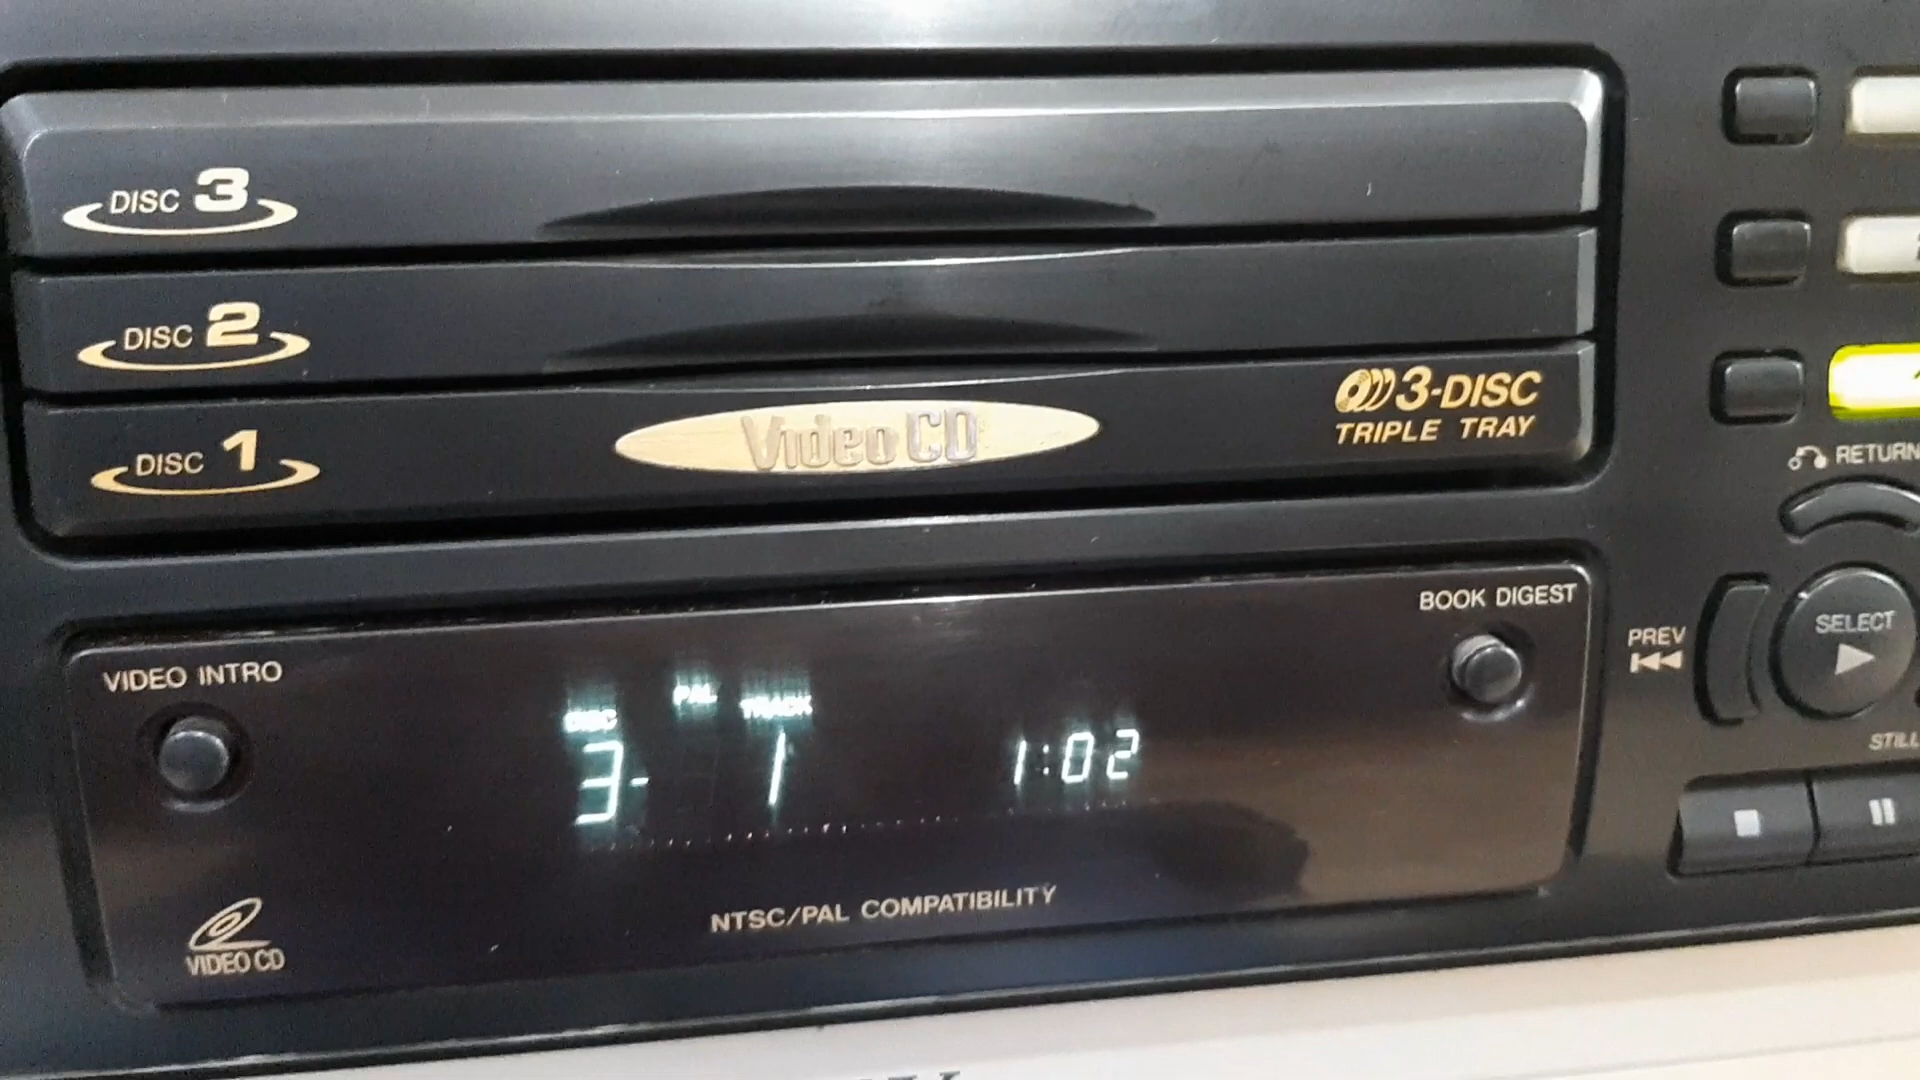 DISC 3
DISC 2
DISC 1
Video CD
3-DISC
TRIPLE TRAY
RETURN
BOOK DIGEST
VIDEO INTRO
DISC
PAL
TRACK
3-
1
1:02
PREV
SELECT
STILL
NTSC/PAL COMPATIBILITY
VIDEO CD